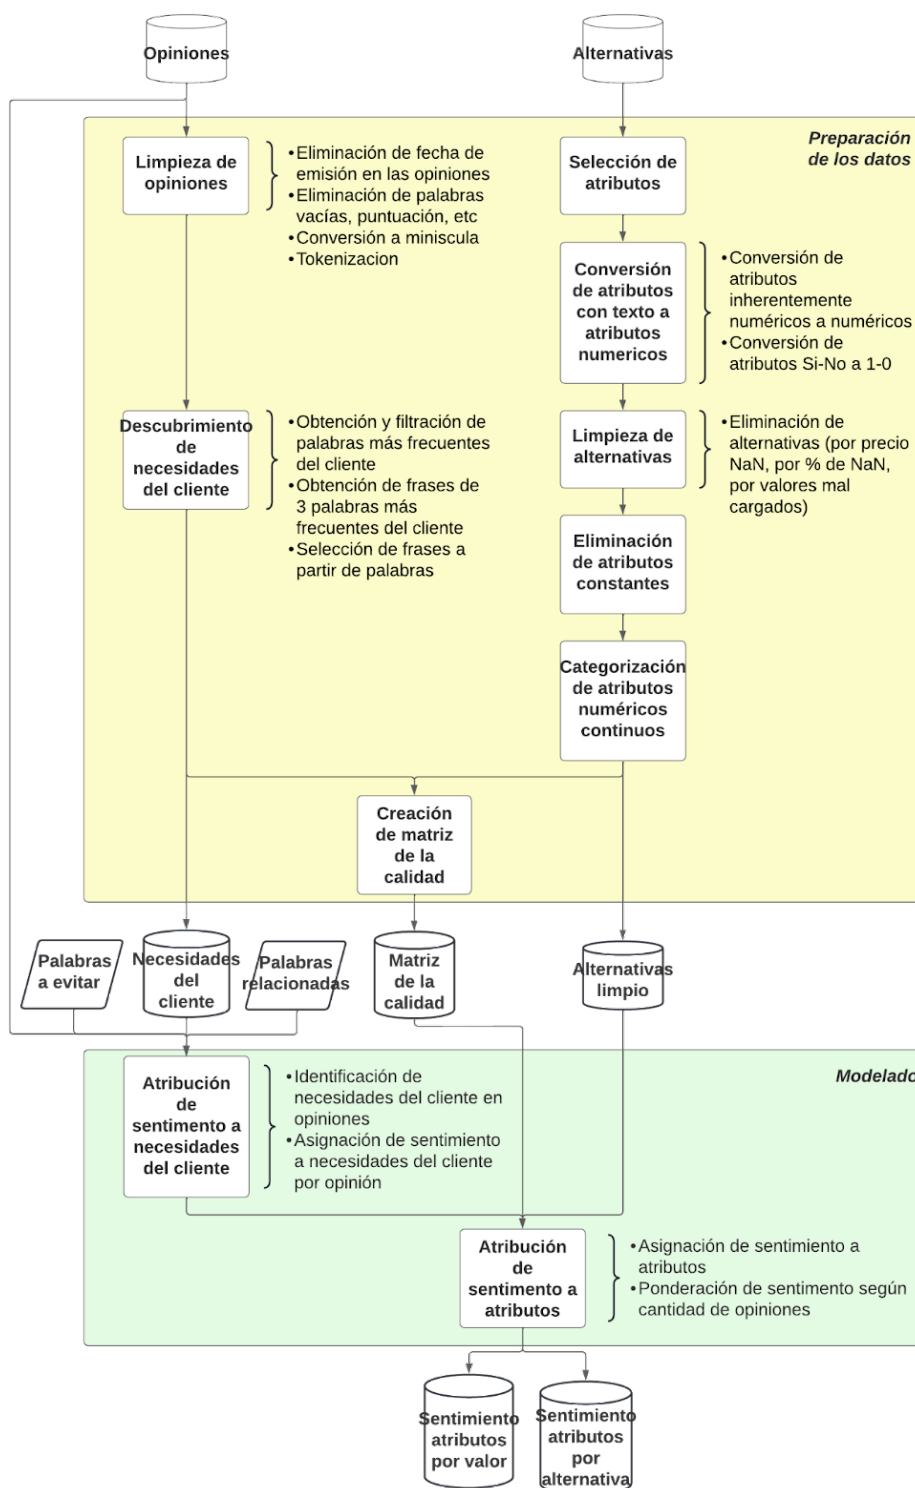 Opiniones
Alternativas
Preparación
de los datos
Limpieza de
opiniones
•Eliminación de fecha de
emisión en las opiniones
•Eliminación de palabras
vacías, puntuación, etc
•Conversión a miniscula
•Tokenizacion
Selección de
atributos
Conversión
de atributos
con texto a
atributos
numericos
•Conversión de
atributos
inherentemente
numéricos a numéricos
•Conversión de
atributos Si-No a 1-0
Descubrimiento
de
necesidades
del cliente
•Obtención y filtración de
palabras más frecuentes
del cliente
•Obtención de frases de
3 palabras más
frecuentes del cliente
•Selección de frases a
partir de palabras
Limpieza de
alternativas
•Eliminación de
alternativas (por precio
NaN, por % de NaN,
por valores mal
cargados)
Eliminación
de atributos
constantes
Categorización
de atributos
numéricos
continuos
Creación
de matriz
de la
calidad
Palabras
a evitar
Necesidades
del
cliente
Palabras
relacionadas
Matriz
de la
calidad
Alternativas
limpio
Modelado
Atribución
de
sentimento a
necesidades
del cliente
•Identificación de
necesidades del cliente en
opiniones
•Asignación de sentimiento
a necesidades del cliente
por opinión
Atribución
de
sentimento a
atributos
•Asignación de sentimiento a
atributos
•Ponderación de sentimento según
cantidad de opiniones
Sentimiento
atributos
por valor
Sentimiento
atributos
por
alternativa